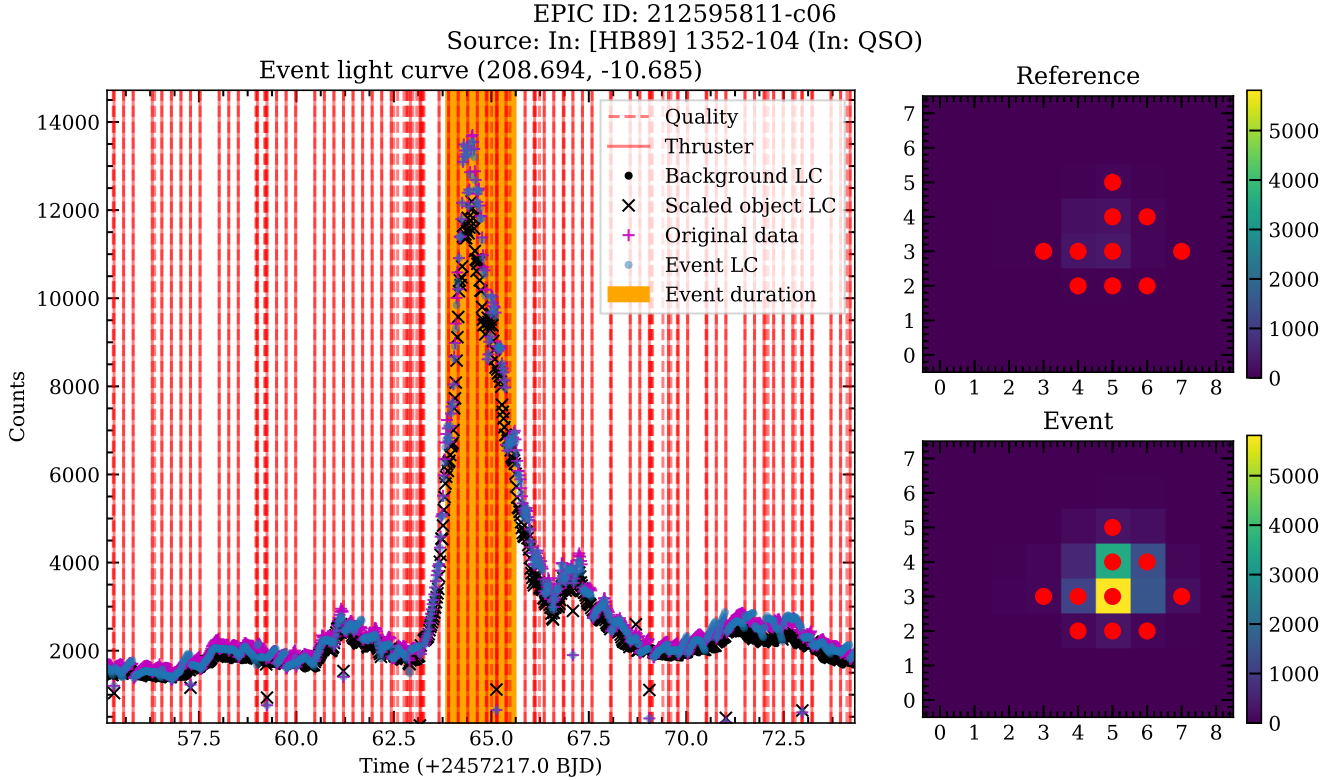 EPIC ID: 212595811-c06
Source: In: [HB89] 1352-104 (In: QSO)
Event light curve (208.694, -10.685)
Counts
14000
12000
10000
8000
6000
4000
2000
57.5 60.0 62.5 65.0 67.5 70.0 72.5
Time (+2457217.0 BJD)
Quality
Thruster
Background LC
Scaled object LC
Original data
Event LC
Event duration
Reference
7
6
5
4
3
2
1
0
0 1 2 3 4 5 6 7 8
5000
4000
3000
2000
1000
0
Event
7
6
5
4
3
2
1
0
0 1 2 3 4 5 6 7 8
5000
4000
3000
2000
1000
0